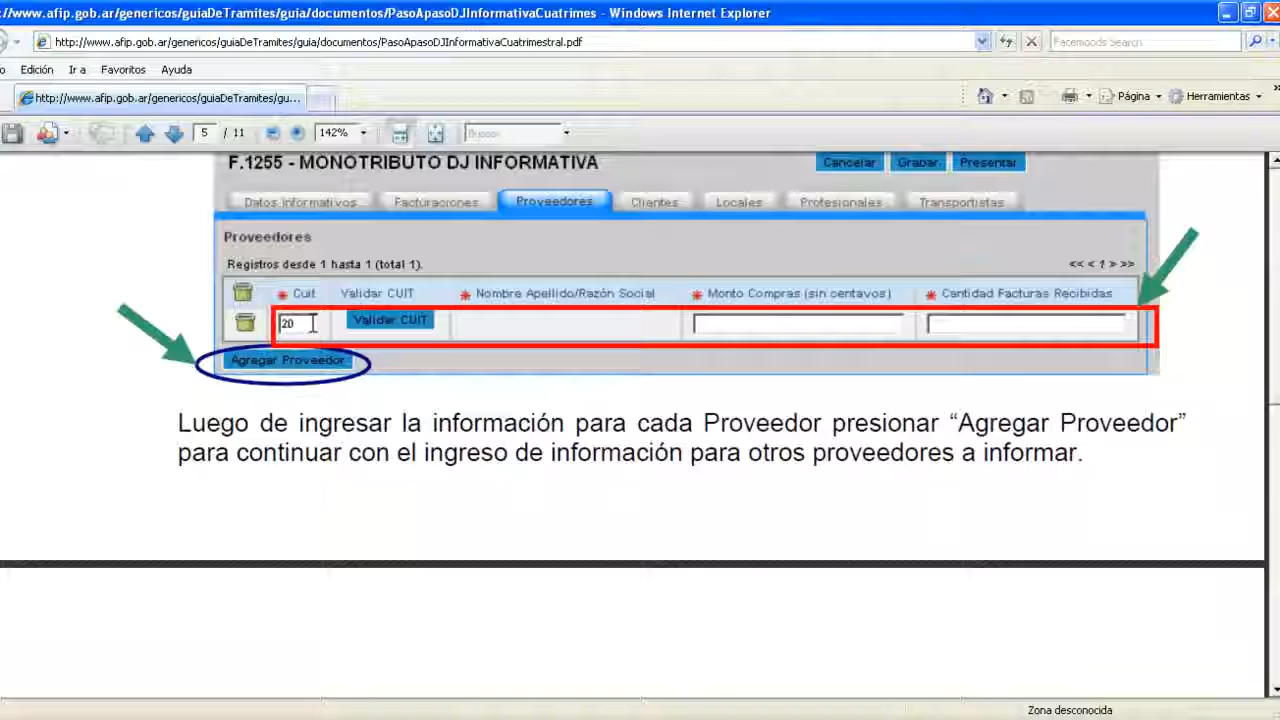 ://www.afip.gob.ar/genericos/guiaDeTramites/guia/documentos/PasoApasoDJInformativaCuatrimes - Windows Internet Explorer
http://www.afip.gob.ar/genericos/guiaDeTramites/guia/documentos/PasoApasoDJInformativaCuatrimestral.pdf
Facemoods Search
o Edición Ir a Favoritos Ayuda
http://www.afip.gob.ar/genericos/guiaDeTramites/gu...
Página Herramientas »
5 / 11 142% Buscar
F.1255 - MONOTRIBUTO DJ INFORMATIVA
Cancelar Grabar Presentar
Datos informativos Facturaciones Proveedores Clientes Locales Profesionales Transportistas
Proveedores
Registros desde 1 hasta 1 (total 1). << < 1 > >>
* Cuit Validar CUIT * Nombre Apellido/Razón Social * Monto Compras (sin centavos) * Cantidad Facturas Recibidas
20 Validar CUIT
Agregar Proveedor
Luego de ingresar la información para cada Proveedor presionar “Agregar Proveedor”
para continuar con el ingreso de información para otros proveedores a informar.
Zona desconocida